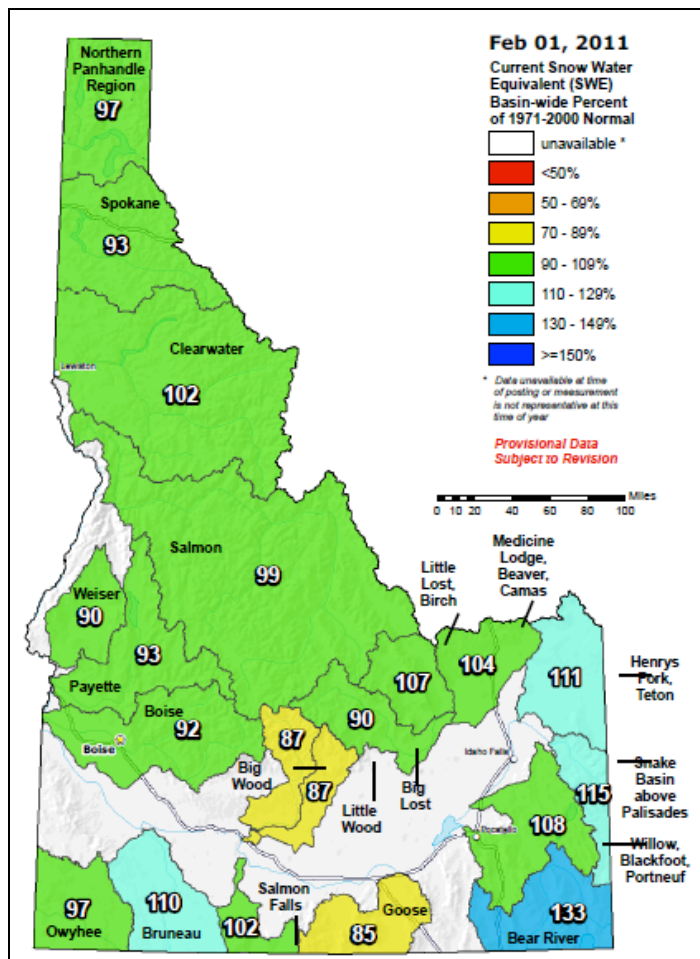 Feb 01, 2011
Current Snow Water
Equivalent (SWE)
Basin-wide Percent
of 1971-2000 Normal
unavailable *
<50%
50 - 69%
70 - 89%
90 - 109%
110 - 129%
130 - 149%
>=150%
* Data unavailable at time
of posting or measurement
is not representative at this
time of year
Provisional Data
Subject to Revision
Miles
0 10 20 40 60 80 100
Northern
Panhandle
Region
97
Spokane
93
Clearwater
Lewiston
102
Salmon
99
Weiser
90
93
Payette
Boise
92
Boise
Little
Lost,
Birch
Medicine
Lodge,
Beaver,
Camas
107
104
111
Henrys
Fork,
Teton
90
87
Big
Wood
87
Little
Wood
Big
Lost
Idaho Falls
Snake
Basin
above
Palisades
115
108
Pocatello
Willow,
Blackfoot,
Portneuf
97
Owyhee
110
Bruneau
Salmon
Falls
102
Goose
85
133
Bear River